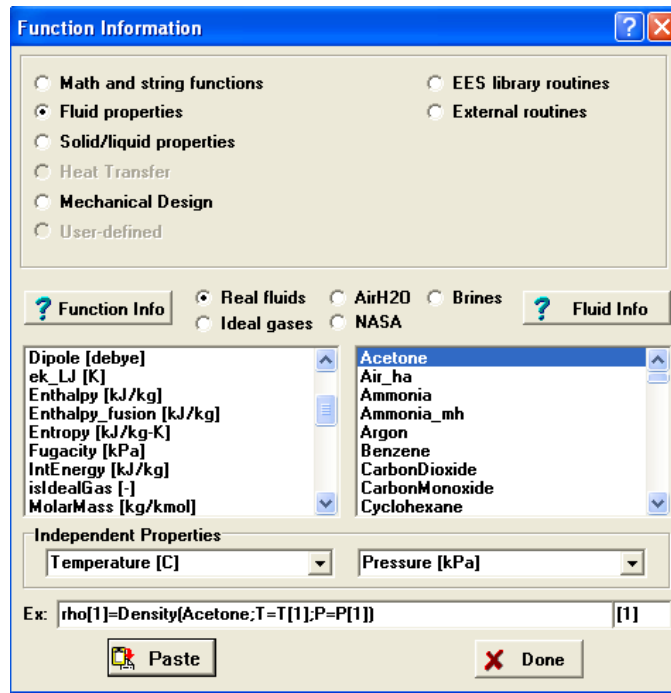 Function Information
Math and string functions
EES library routines
Fluid properties
External routines
Solid/liquid properties
Heat Transfer
Mechanical Design
User-defined
? Function Info
Real fluids
AirH2O
Brines
? Fluid Info
Ideal gases
NASA
Dipole [debye]
ek_LJ [K]
Enthalpy [kJ/kg]
Enthalpy_fusion [kJ/kg]
Entropy [kJ/kg-K]
Fugacity [kPa]
IntEnergy [kJ/kg]
isIdealGas [-]
MolarMass [kg/kmol]
Acetone
Air_ha
Ammonia
Ammonia_mh
Argon
Benzene
CarbonDioxide
CarbonMonoxide
Cyclohexane
Independent Properties
Temperature [C]
Pressure [kPa]
Ex: rho[1]=Density(Acetone;T=T[1];P=P[1]) [1]
Paste
Done